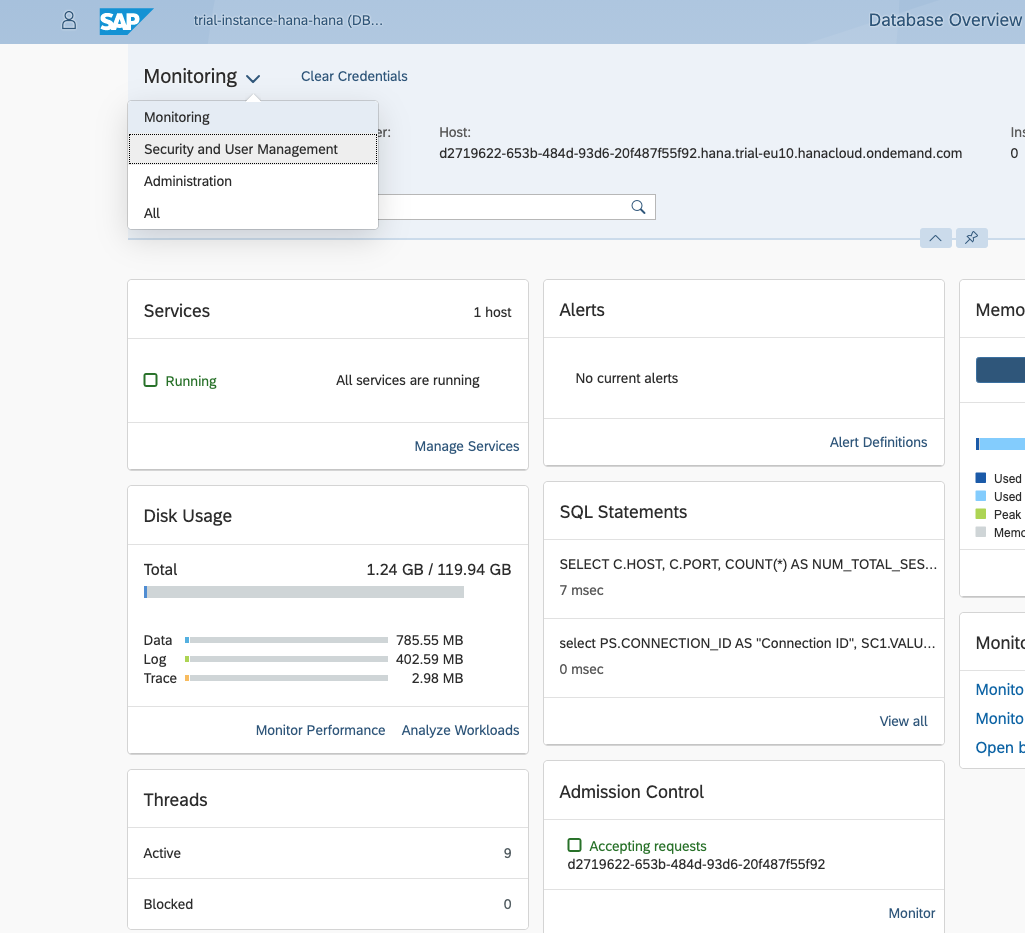 SAP
trial-instance-hana-hana (DB...
Database Overview
Monitoring
Clear Credentials
Monitoring
Security and User Management
Administration
All
er:
Host:
d2719622-653b-484d-93d6-20f487f55f92.hana.trial-eu10.hanacloud.ondemand.com
Ins
0
Services
1 host
Running
All services are running
Manage Services
Alerts
No current alerts
Alert Definitions
Memo
Used
Used
Peak
Memo
Disk Usage
Total
1.24 GB / 119.94 GB
Data
785.55 MB
Log
402.59 MB
Trace
2.98 MB
Monitor Performance
Analyze Workloads
SQL Statements
SELECT C.HOST, C.PORT, COUNT(*) AS NUM_TOTAL_SES...
7 msec
select PS.CONNECTION_ID AS "Connection ID", SC1.VALU...
0 msec
View all
Monito
Monito
Monito
Open b
Threads
Active
9
Blocked
0
Admission Control
Accepting requests
d2719622-653b-484d-93d6-20f487f55f92
Monitor